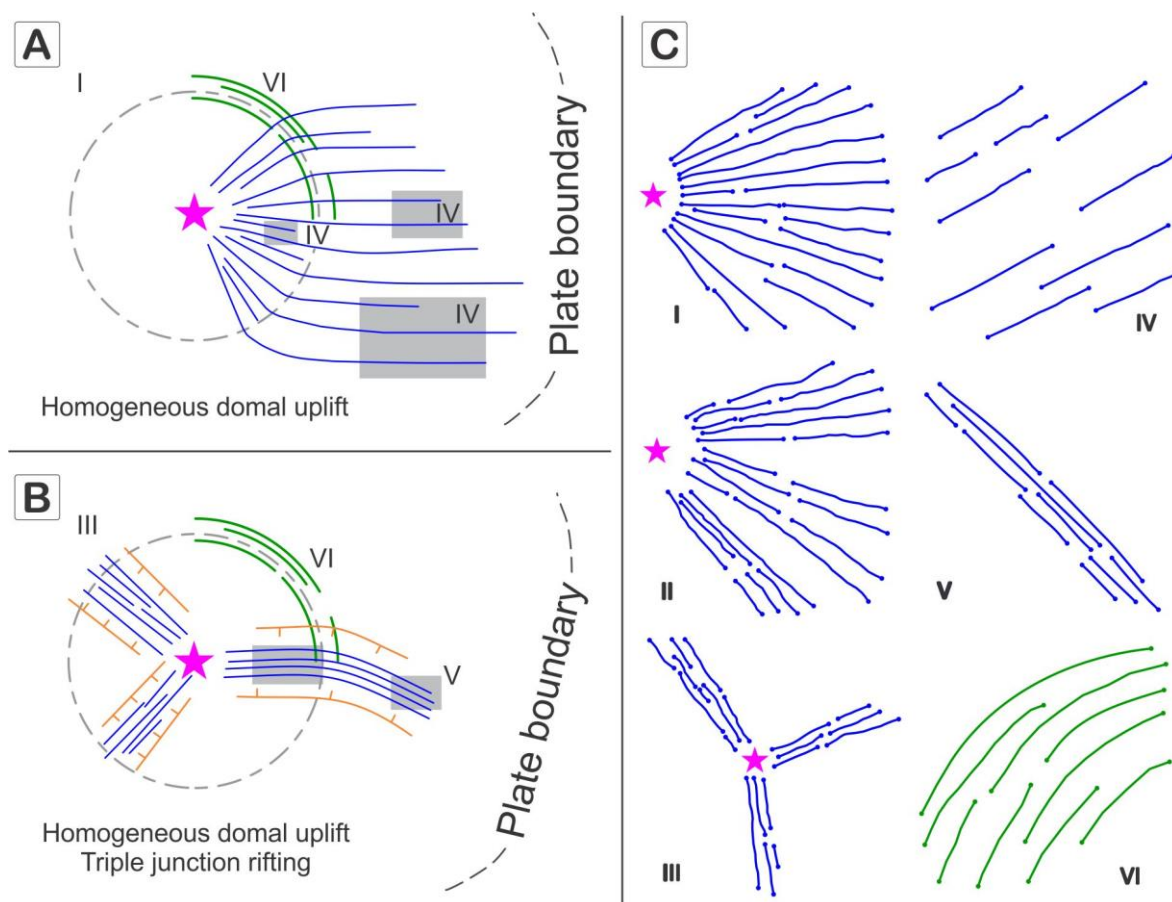 A
I
VI
IV
IV
IV
Plate boundary
Homogeneous domal uplift
B
III
VI
V
Plate boundary
Homogeneous domal uplift
Triple junction rifting
C
I
IV
II
V
III
VI